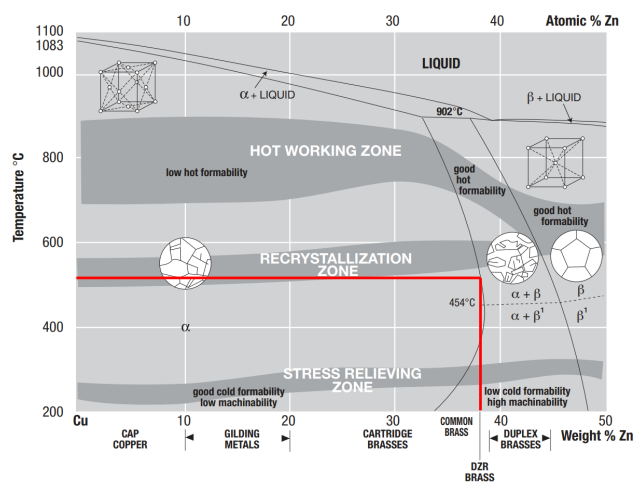 10 20 30 40 Atomic % Zn
1100
1083
1000
800
600
400
200
Temperature °C
LIQUID
α + LIQUID
β + LIQUID
902°C
HOT WORKING ZONE
low hot formability
good
hot
formability
good hot
formability
RECRYSTALLIZATION
ZONE
454°C
α + β
β
α + β¹
β¹
α
STRESS RELIEVING
ZONE
good cold formability
low machinability
low cold formability
high machinability
Cu 10 20 30 40 50
CAP
COPPER
GILDING
METALS
CARTRIDGE
BRASSES
COMMON
BRASS
DUPLEX
BRASSES
Weight % Zn
DZR
BRASS